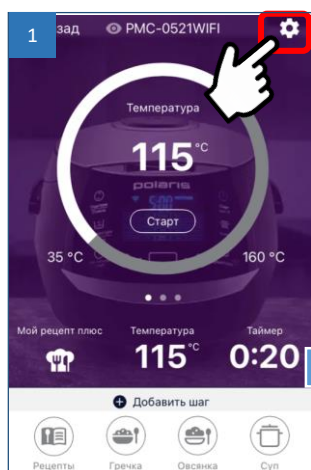 1
зад PMC-0521WIFI
Температура
115 °C
polaris
Старт
35 °C 160 °C
Мой рецепт плюс Температура Таймер
115 °C 0:20
Добавить шаг
Рецепты Гречка Овсянка Суп